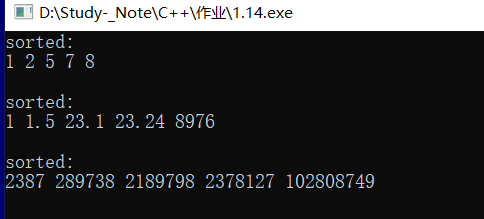 D:\Study-_Note\C++\作业\1.14.exe
sorted:
1 2 5 7 8
sorted:
1 1.5 23.1 23.24 8976
sorted:
2387 289738 2189798 2378127 102808749